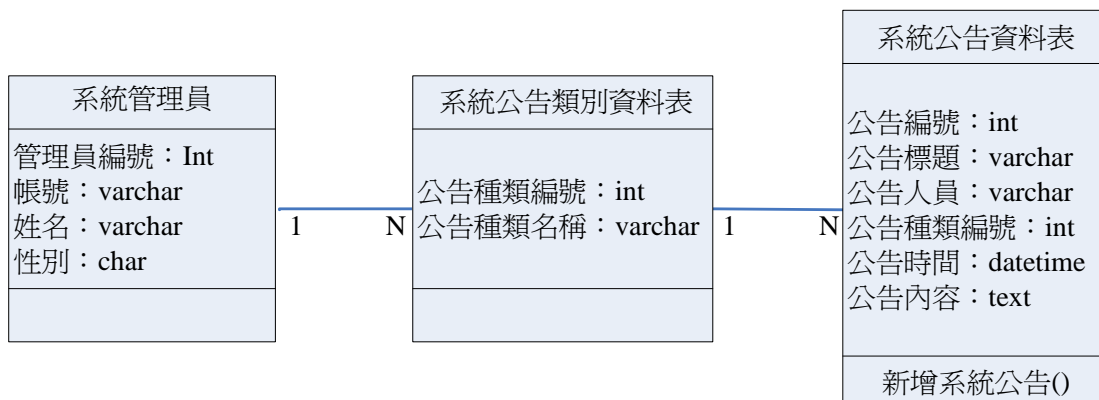 系統管理員
管理員編號：Int
帳號：varchar
姓名：varchar
性別：char
1
N
系統公告類別資料表
公告種類編號：int
公告種類名稱：varchar
1
N
系統公告資料表
公告編號：int
公告標題：varchar
公告人員：varchar
公告種類編號：int
公告時間：datetime
公告內容：text
新增系統公告()